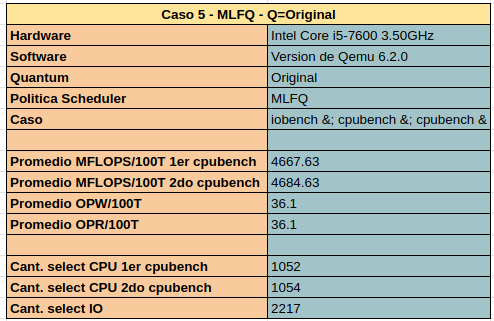 Caso 5 - MLFQ - Q=Original
Hardware Intel Core i5-7600 3.50GHz
Software Version de Qemu 6.2.0
Quantum Original
Politica Scheduler MLFQ
Caso iobench &; cpubench &; cpubench &
Promedio MFLOPS/100T 1er cpubench 4667.63
Promedio MFLOPS/100T 2do cpubench 4684.63
Promedio OPW/100T 36.1
Promedio OPR/100T 36.1
Cant. select CPU 1er cpubench 1052
Cant. select CPU 2do cpubench 1054
Cant. select IO 2217